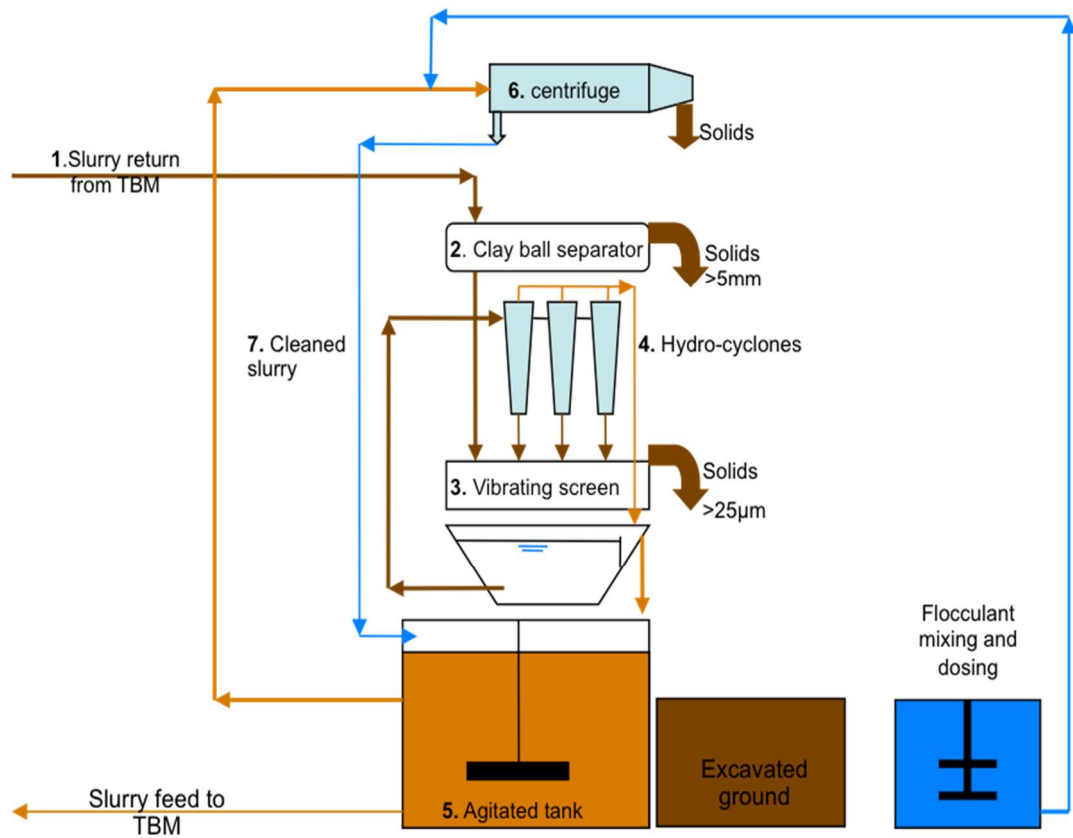 6. centrifuge
Solids
1.Slurry return
from TBM
2. Clay ball separator
Solids
>5mm
7. Cleaned
slurry
4. Hydro-cyclones
3. Vibrating screen
Solids
>25µm
Flocculant
mixing and
dosing
Excavated
ground
Slurry feed to
TBM
5. Agitated tank